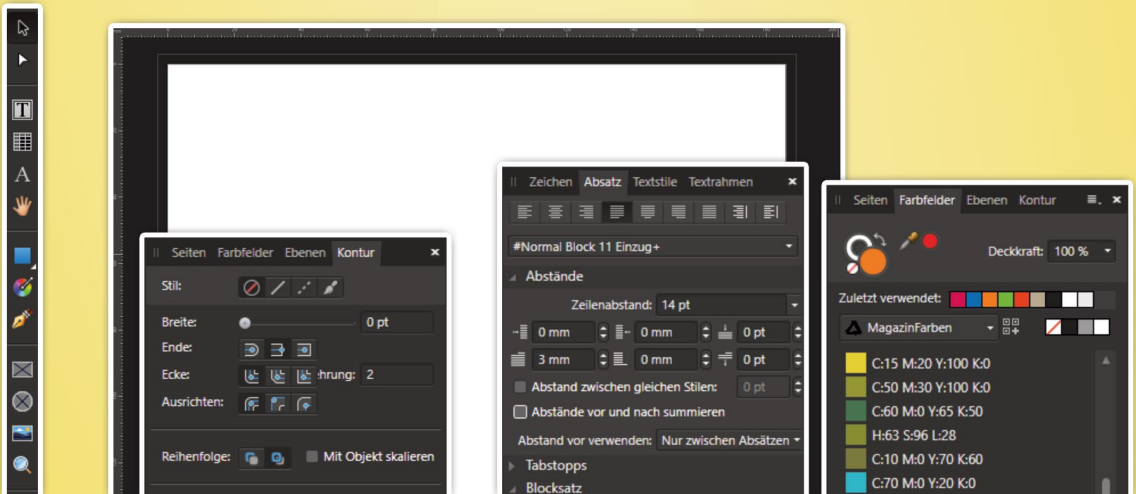 T
A
Seiten Farbfelder Ebenen Kontur
Stil:
Breite: 0 pt
Ende:
Ecke: hrung: 2
Ausrichten:
Reihenfolge: Mit Objekt skalieren
Zeichen Absatz Textstile Textrahmen
#Normal Block 11 Einzug+
Abstände
Zeilenabstand: 14 pt
0 mm 0 mm 0 pt
3 mm 0 mm 0 pt
Abstand zwischen gleichen Stilen: 0 pt
Abstände vor und nach summieren
Abstand vor verwenden: Nur zwischen Absätzen
Tabstopps
Blocksatz
Seiten Farbfelder Ebenen Kontur
Deckkraft: 100 %
Zuletzt verwendet:
MagazinFarben
C:15 M:20 Y:100 K:0
C:50 M:30 Y:100 K:0
C:60 M:0 Y:65 K:50
H:63 S:96 L:28
C:10 M:0 Y:70 K:60
C:70 M:0 Y:20 K:0